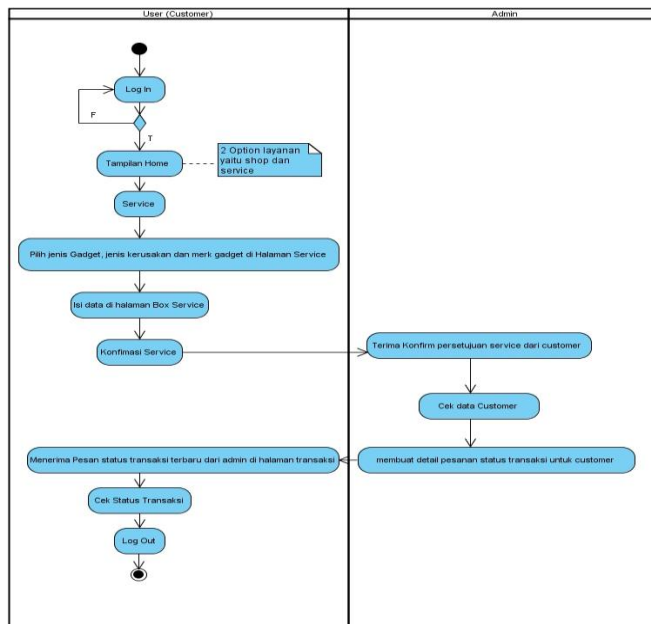 User (Customer)
Admin
Log In
F
T
Tampilan Home
2 Option layanan
yaitu shop dan
service
Service
Pilih jenis Gadget, jenis kerusakan dan merk gadget di Halaman Service
Isi data di halaman Box Service
Konfimasi Service
Terima Konfirm persetujuan service dari customer
Cek data Customer
Menerima Pesan status transaksi terbaru dari admin di halaman transaksi
membuat detail pesanan status transaksi untuk customer
Cek Status Transaksi
Log Out